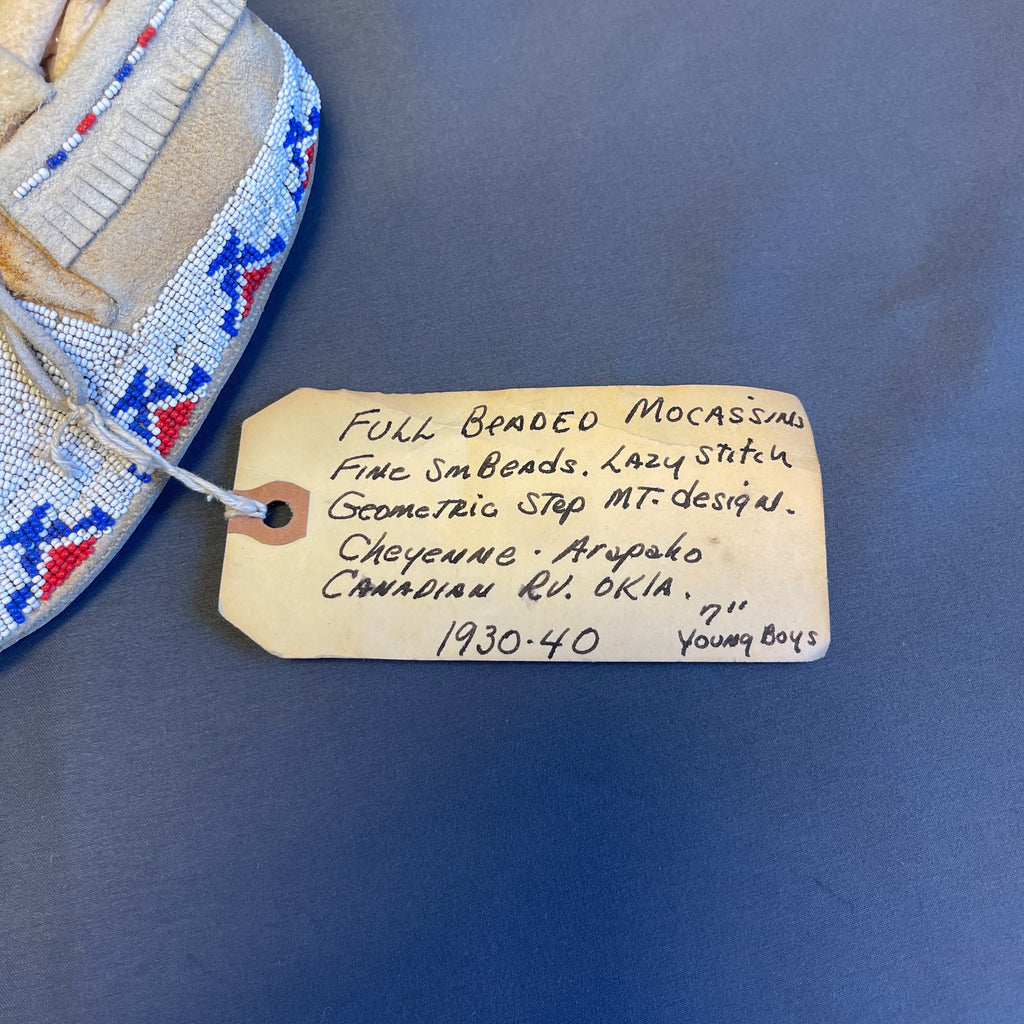 FULL BEADED MOCASSINS
FINE SM BEADS. LAZY STITCH
GEOMETRIC STEP MT. DESIGN.
Cheyenne · Arapaho
CANADIAN RV. OKLA.
7"
1930·40
YOUNG BOYS